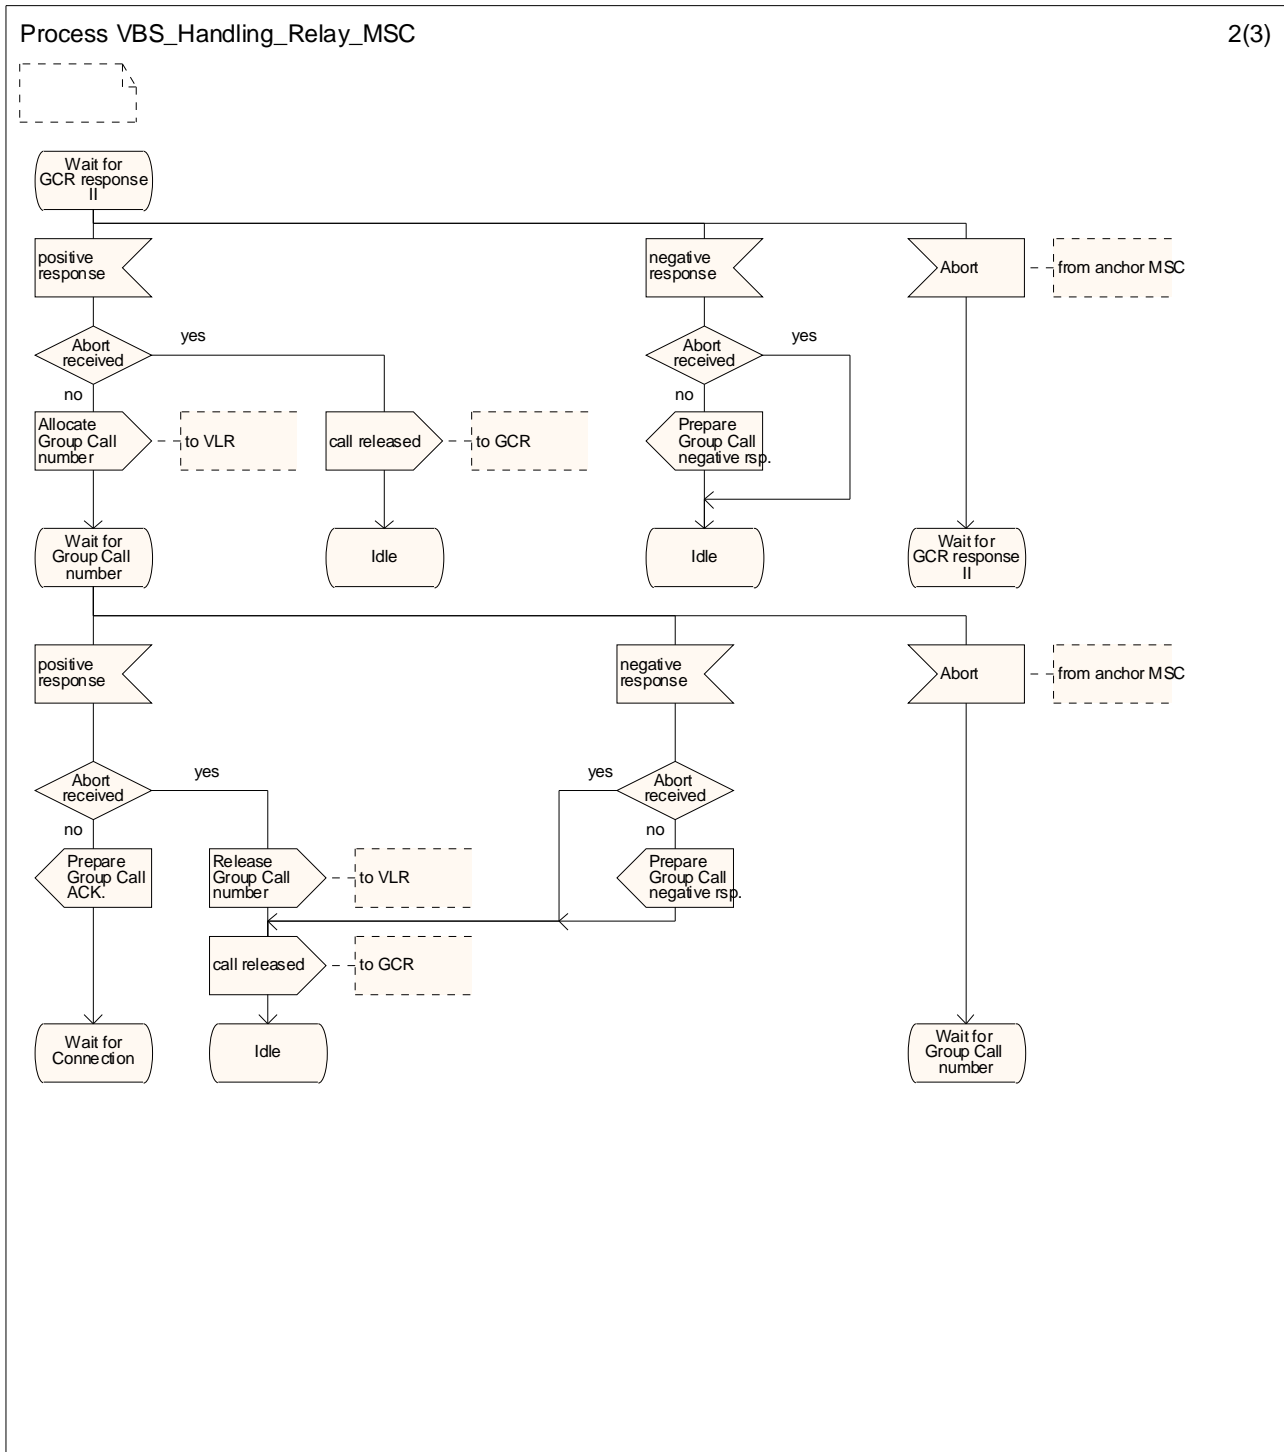 Process VBS_Handling_Relay_MSC
2(3)
Wait for
GCR response
II
positive
response
negative
response
Abort
from anchor MSC
Abort
received
yes
no
Abort
received
yes
no
Allocate
Group Call
number
to VLR
call released
to GCR
Prepare
Group Call
negative rsp.
Wait for
Group Call
number
Idle
Idle
Wait for
GCR response
II
positive
response
negative
response
Abort
from anchor MSC
Abort
received
yes
no
yes
Abort
received
no
Prepare
Group Call
ACK.
Release
Group Call
number
to VLR
Prepare
Group Call
negative rsp.
call released
to GCR
Wait for
Connection
Idle
Wait for
Group Call
number